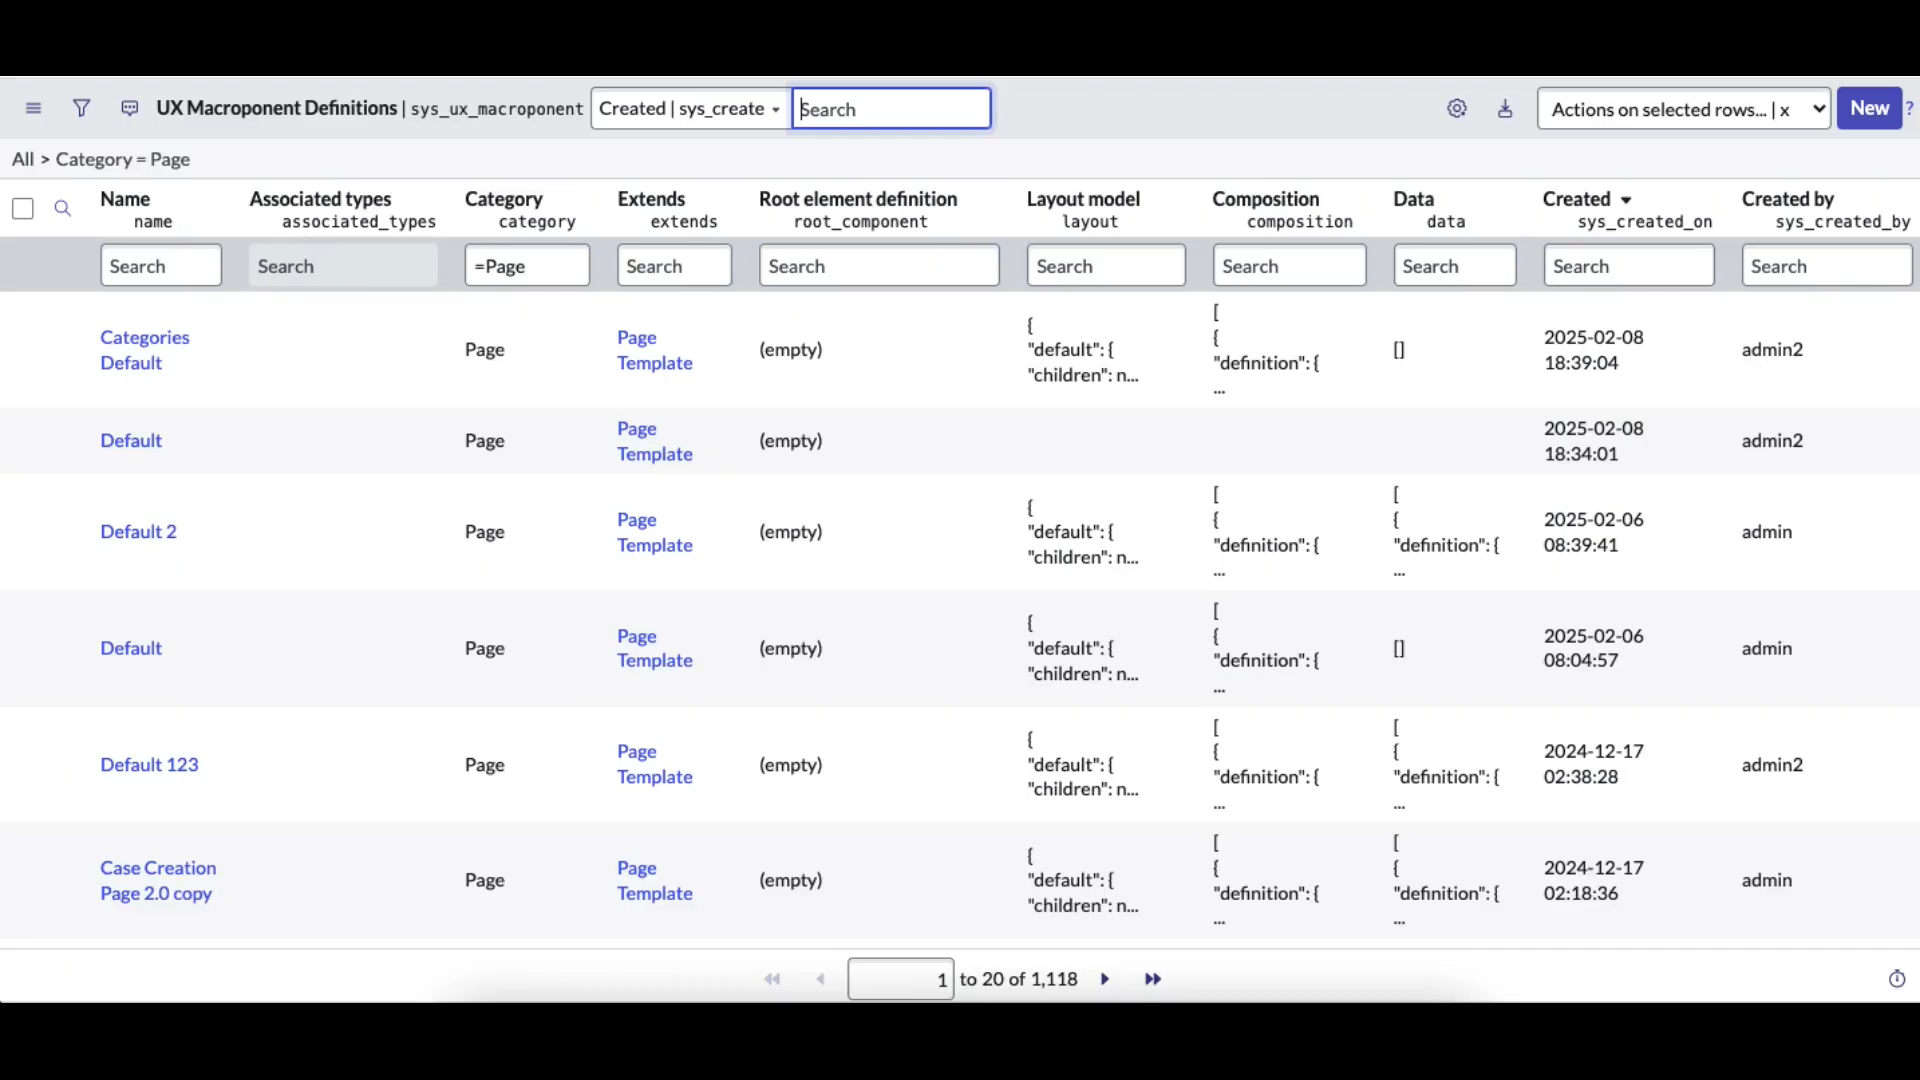 UX Macroponent Definitions | sys_ux_macroponent Created | sys_create Search Actions on selected rows... | x New ?
All > Category = Page
Name Associated types Category Extends Root element definition Layout model Composition Data Created Created by
name associated_types category extends root_component layout composition data sys_created_on sys_created_by
Search Search =Page Search Search Search Search Search Search Search
Categories Default Page Page Template (empty) { "default": { "children": n... [ { "definition": { ... [] 2025-02-08 18:39:04 admin2
Default Page Page Template (empty) 2025-02-08 18:34:01 admin2
Default 2 Page Page Template (empty) { "default": { "children": n... [ { "definition": { ... [ { "definition": { ... 2025-02-06 08:39:41 admin
Default Page Page Template (empty) { "default": { "children": n... [ { "definition": { ... [] 2025-02-06 08:04:57 admin
Default 123 Page Page Template (empty) { "default": { "children": n... [ { "definition": { ... [ { "definition": { ... 2024-12-17 02:38:28 admin2
Case Creation Page 2.0 copy Page Page Template (empty) { "default": { "children": n... [ { "definition": { ... [ { "definition": { ... 2024-12-17 02:18:36 admin
1 to 20 of 1,118